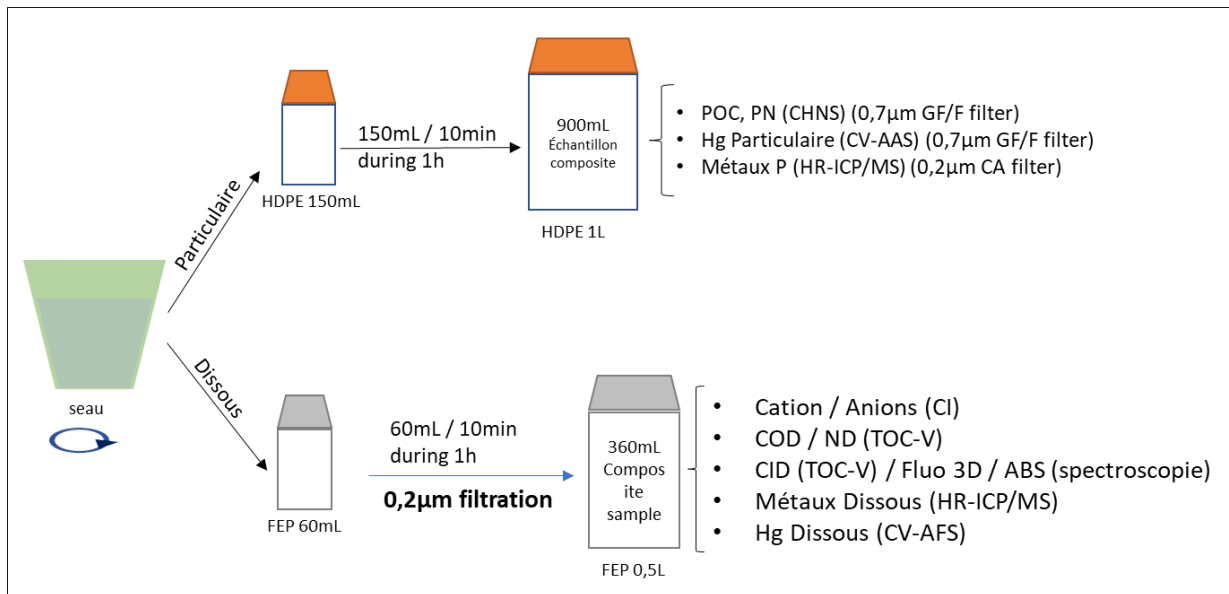 seau
Particulaire
HDPE 150mL
150mL / 10min
during 1h
900mL
Échantillon
composite
HDPE 1L
• POC, PN (CHNS) (0,7µm GF/F filter)
• Hg Particulaire (CV-AAS) (0,7µm GF/F filter)
• Métaux P (HR-ICP/MS) (0,2µm CA filter)
Dissous
FEP 60mL
60mL / 10min
during 1h
0,2µm filtration
360mL
Compos
ite
sample
FEP 0,5L
• Cation / Anions (CI)
• COD / ND (TOC-V)
• CID (TOC-V) / Fluo 3D / ABS (spectroscopie)
• Métaux Dissous (HR-ICP/MS)
• Hg Dissous (CV-AFS)